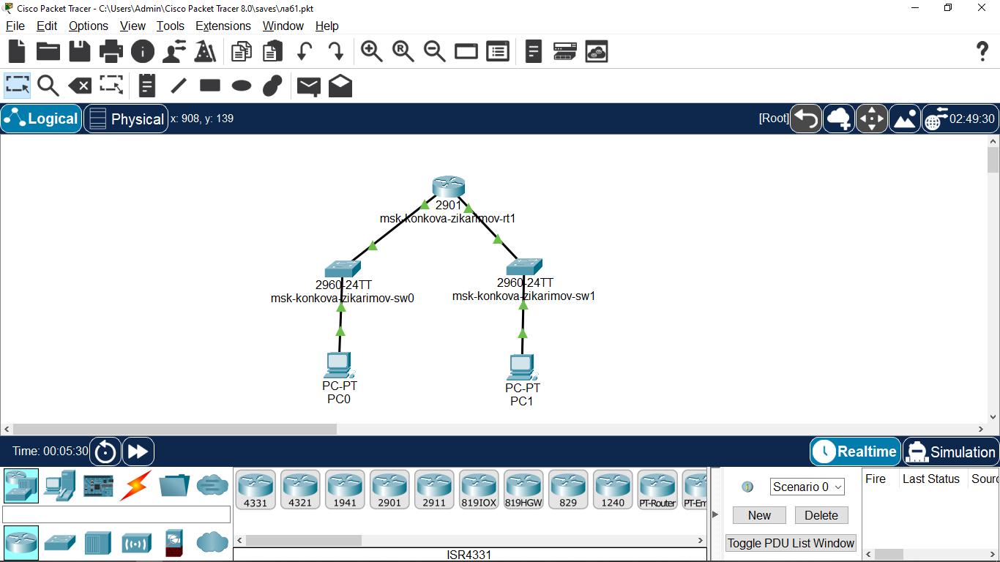 Cisco Packet Tracer - C:\Users\Admin\Cisco Packet Tracer 8.0\saves\ла61.pkt
File Edit Options View Tools Extensions Window Help
Logical Physical x: 908, y: 139 [Root] 02:49:30
2901
msk-konkova-zikarimov-rt1
2960-24TT
msk-konkova-zikarimov-sw0
2960-24TT
msk-konkova-zikarimov-sw1
PC-PT
PC0
PC-PT
PC1
Time: 00:05:30 Realtime Simulation
4331 4321 1941 2901 2911 819IOX 819HGW 829 1240 PT-Router PT-Em
ISR4331
1 Scenario 0
New Delete
Toggle PDU List Window
Fire Last Status Sourc